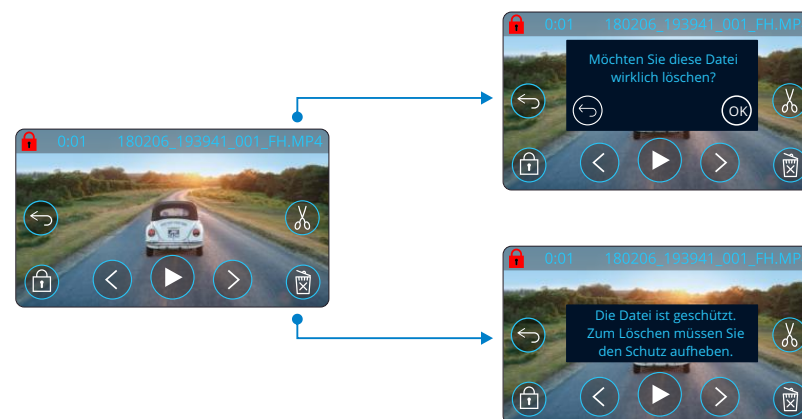 0:01 180206_193941_001_FH.MP4
0:01 180206_193941_001_FH.MP
Möchten Sie diese Datei
wirklich löschen?
OK
0:01 180206_193941_001_FH.MP
Die Datei ist geschützt.
Zum Löschen müssen Sie
den Schutz aufheben.